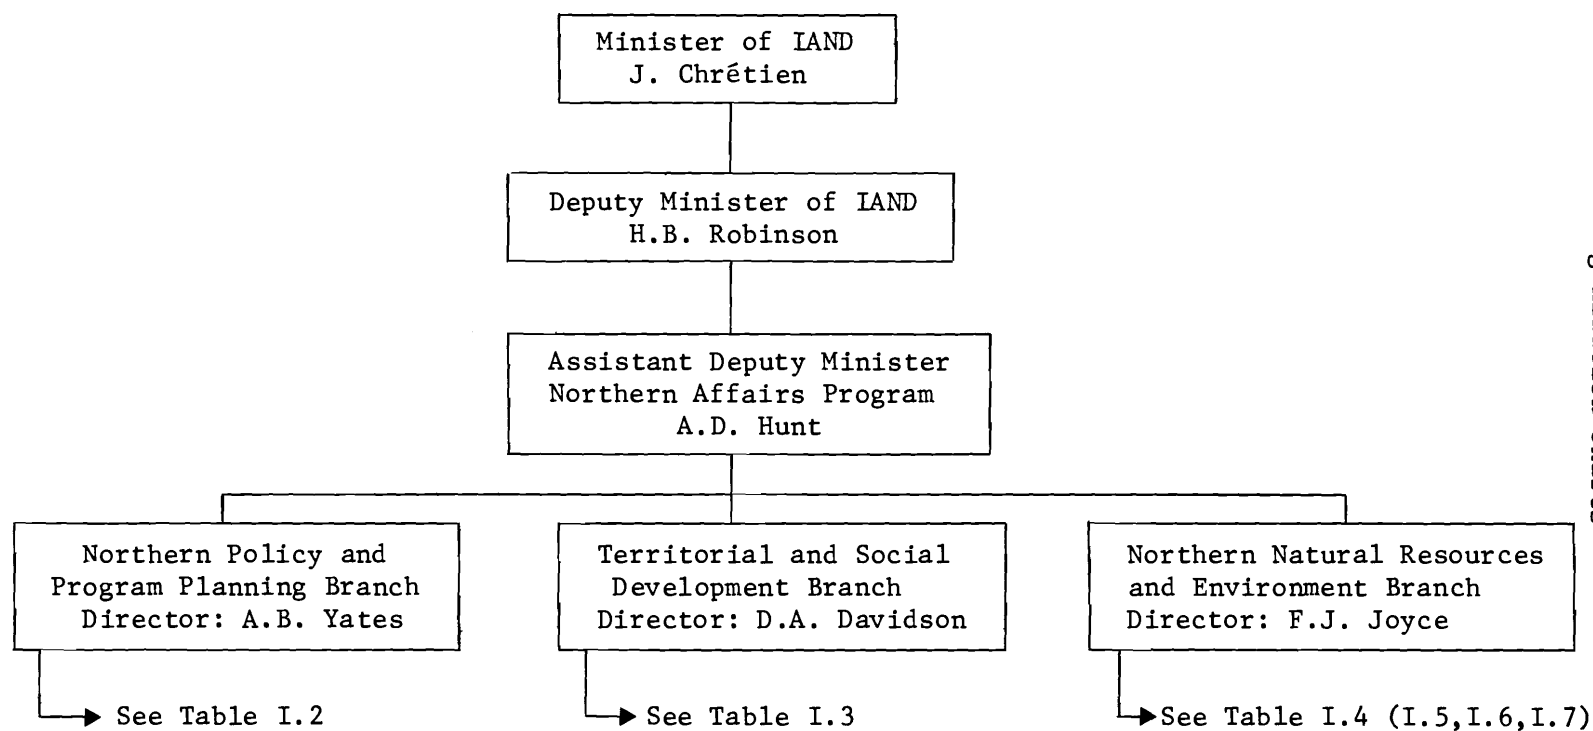 Minister of IAND
J. Chrétien
Deputy Minister of IAND
H.B. Robinson
Assistant Deputy Minister
Northern Affairs Program
A.D. Hunt
Northern Policy and
Program Planning Branch
Director: A.B. Yates
Territorial and Social
Development Branch
Director: D.A. Davidson
Northern Natural Resources
and Environment Branch
Director: F.J. Joyce
See Table I.2
See Table I.3
See Table I.4 (I.5,I.6,I.7)